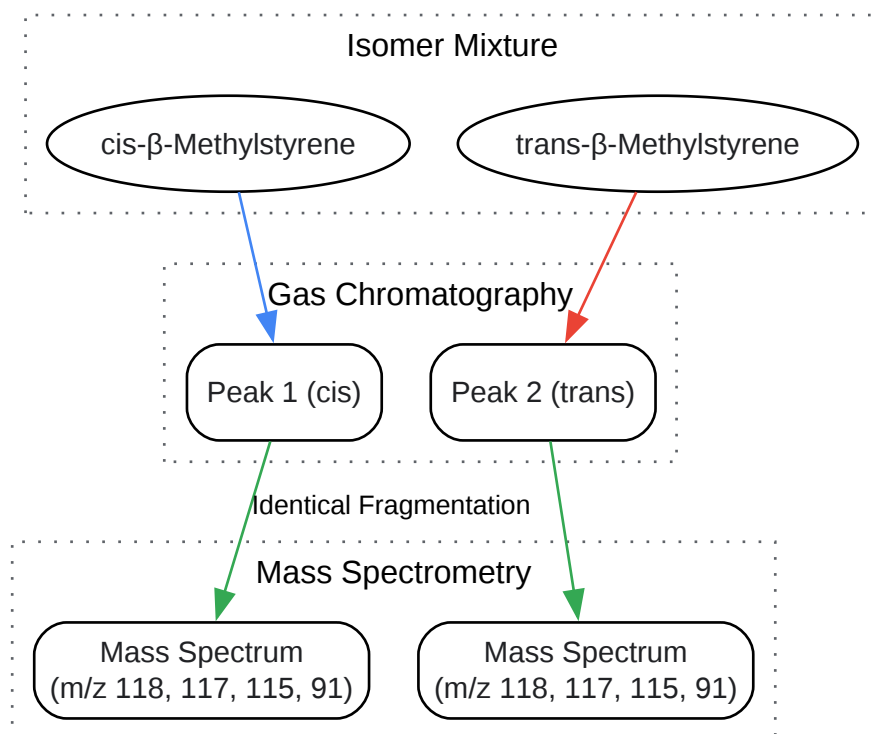 Isomer Mixture
cis-β-Methylstyrene
trans-β-Methylstyrene
Gas Chromatography
Peak 1 (cis)
Peak 2 (trans)
Identical Fragmentation
Mass Spectrometry
Mass Spectrum
(m/z 118, 117, 115, 91)
Mass Spectrum
(m/z 118, 117, 115, 91)